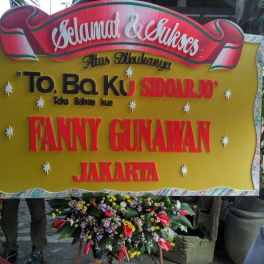 Selamat & Sukses
Atas Dibukanya
"To. Ba. Ku SIDOARJO"
Toko Bahan kue
FANNY GUNAWAN
JAKARTA